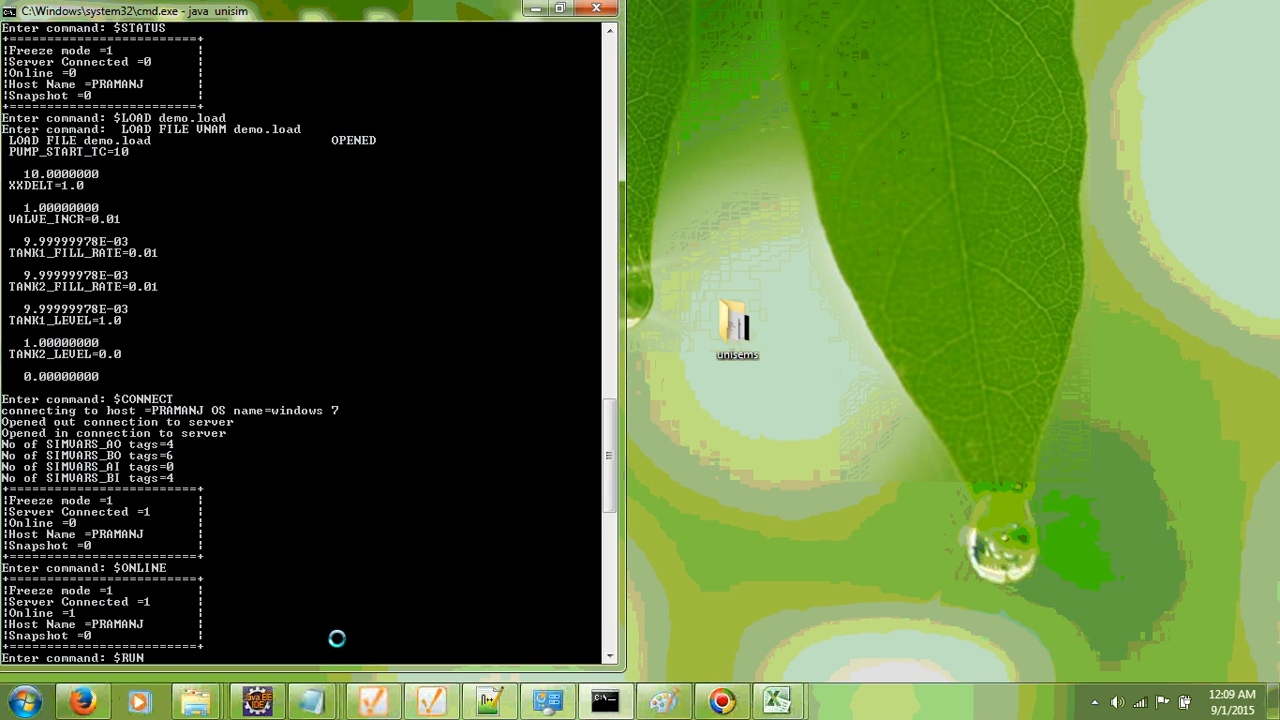 C:\Windows\system32\cmd.exe - java unisim
Enter command: $STATUS
+=========================+
|Freeze mode =1 |
|Server Connected =0 |
|Online =0 |
|Host Name =PRAMANJ |
|Snapshot =0 |
+=========================+
Enter command: $LOAD demo.load
Enter command:  LOAD FILE VNAM demo.load
LOAD FILE demo.load OPENED
PUMP_START_TC=10
10.0000000
XXDELT=1.0
1.00000000
VALVE_INCR=0.01
9.99999978E-03
TANK1_FILL_RATE=0.01
9.99999978E-03
TANK2_FILL_RATE=0.01
9.99999978E-03
TANK1_LEVEL=1.0
1.00000000
TANK2_LEVEL=0.0
0.00000000
Enter command: $CONNECT
connecting to host =PRAMANJ OS name=windows 7
Opened out connection to server
Opened in connection to server
No of SIMVARS_AO tags=4
No of SIMVARS_BO tags=6
No of SIMVARS_AI tags=0
No of SIMVARS_BI tags=4
+=========================+
|Freeze mode =1 |
|Server Connected =1 |
|Online =0 |
|Host Name =PRAMANJ |
|Snapshot =0 |
+=========================+
Enter command: $ONLINE
+=========================+
|Freeze mode =1 |
|Server Connected =1 |
|Online =1 |
|Host Name =PRAMANJ |
|Snapshot =0 |
+=========================+
Enter command: $RUN
unisems
Java EE
IDE
C:\_
12:09 AM
9/1/2015